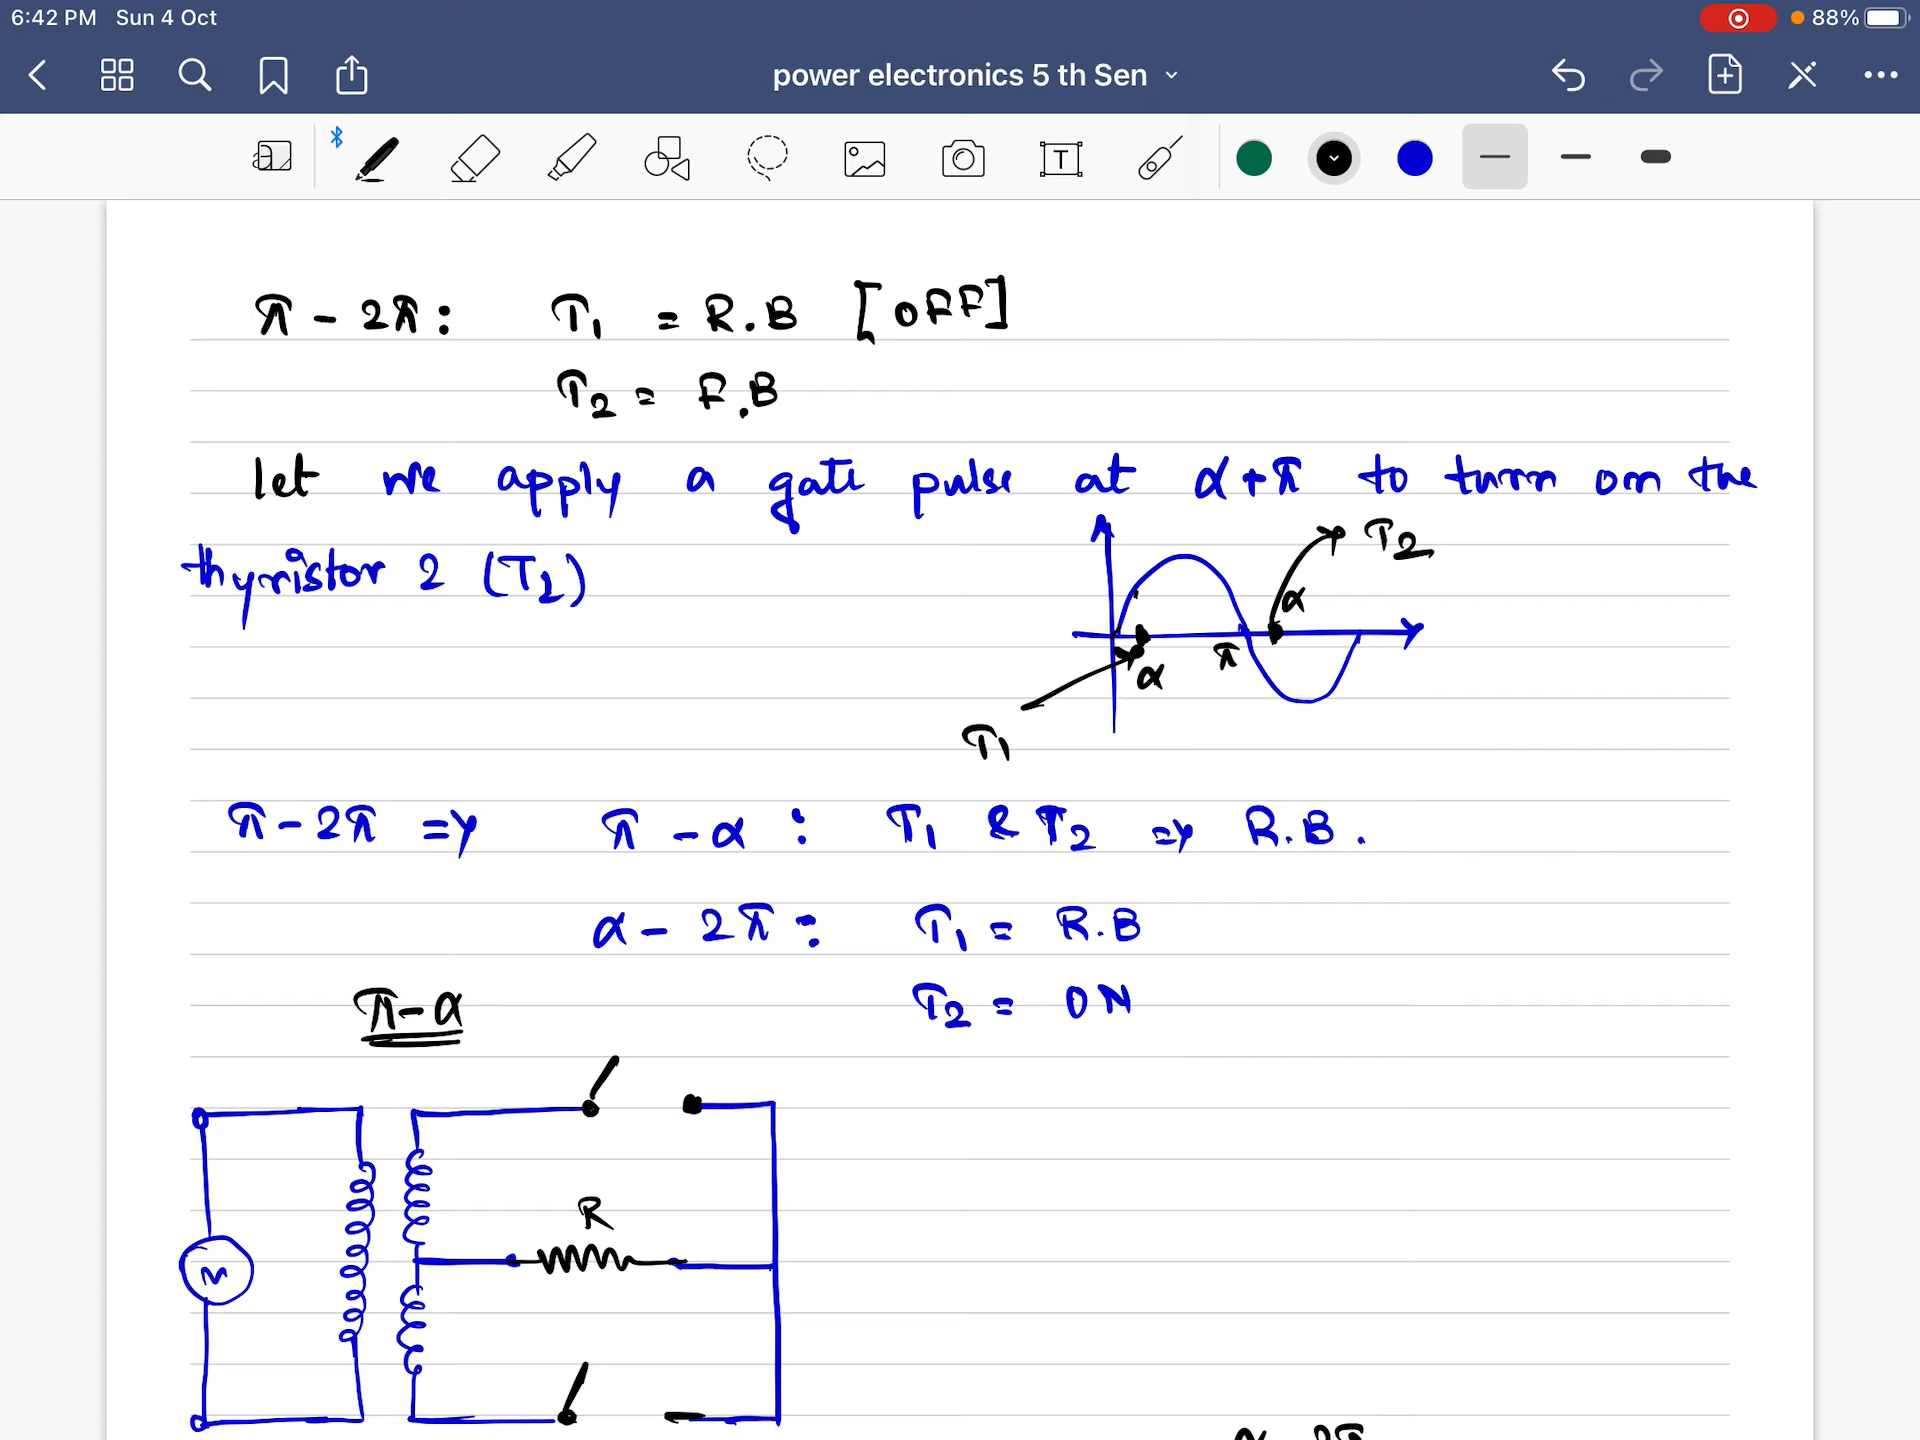 6:42 PM Sun 4 Oct
88%
power electronics 5 th Sen
T
π - 2π : T1 = R.B [OFF]
T2 = F.B
let we apply a gate pulse at α+π to turn on the
thyristor 2 (T2)
T2
α
π
α
T1
π - 2π => π - α : T1 & T2 => R.B.
α - 2π : T1 = R.B
T2 = ON
π - α
R
α 2π